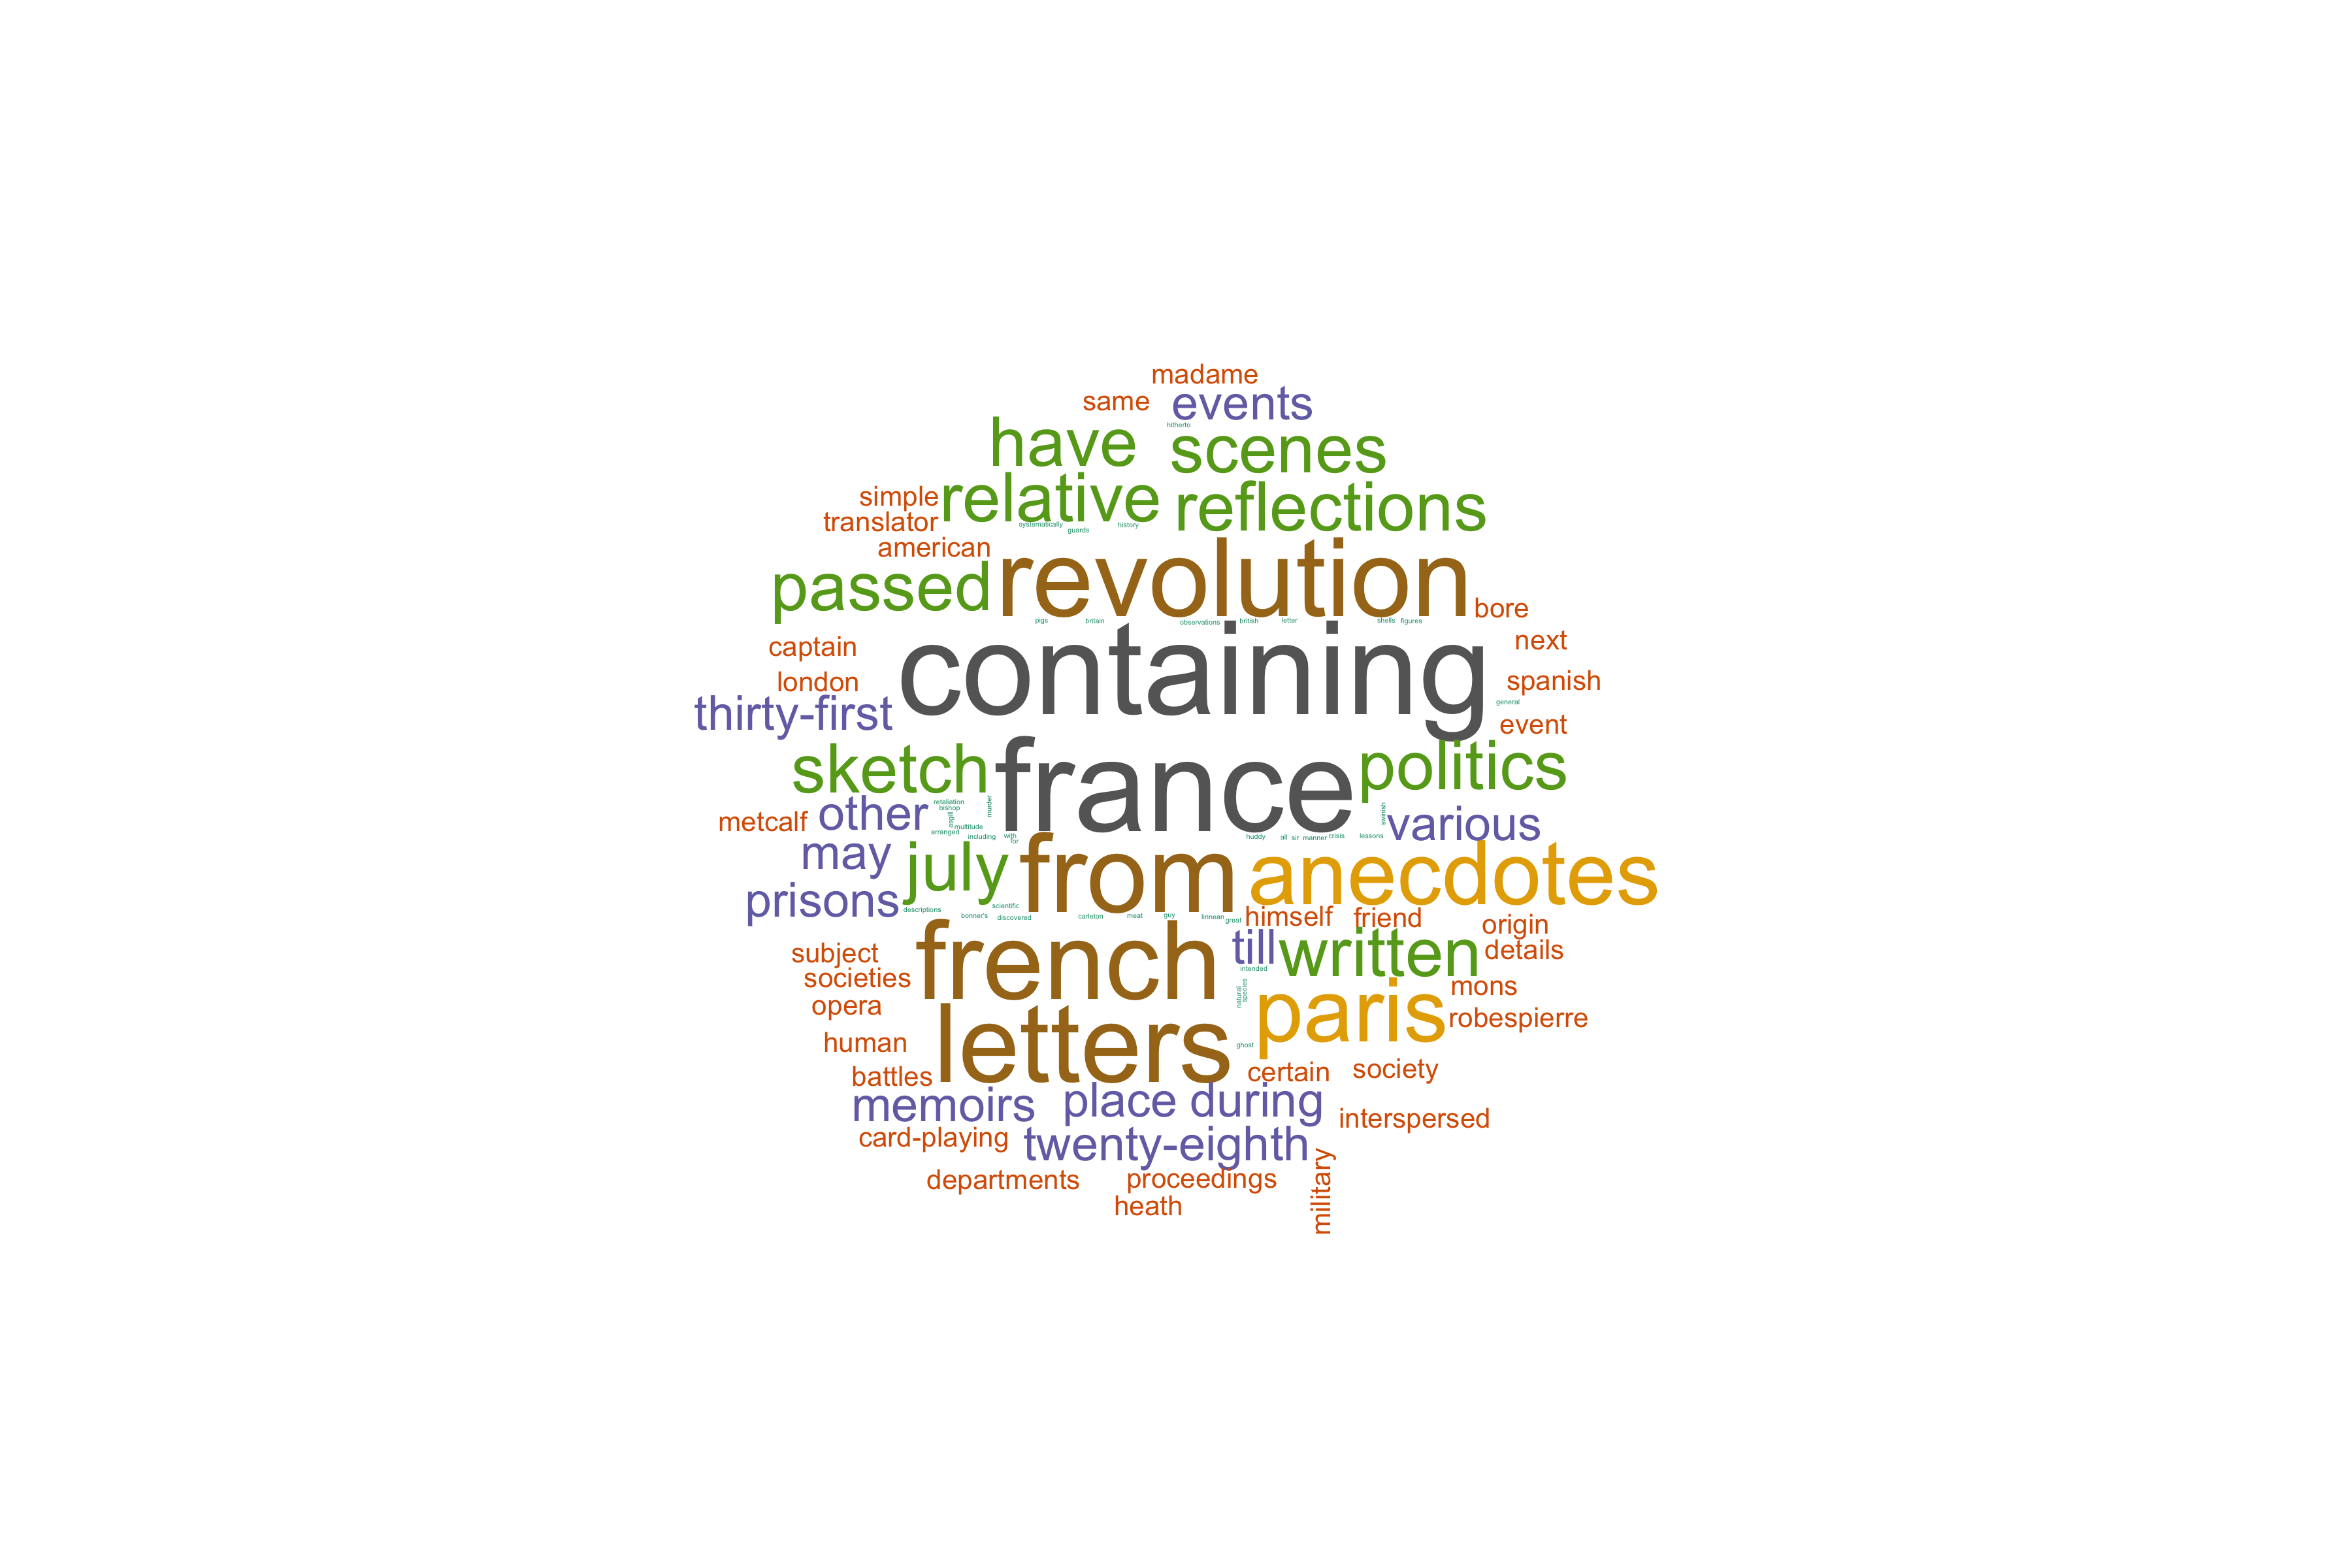 madame
same events
hitherto
have scenes
simple relative reflections
translator systematically guards history
american
passed revolution bore
pigs britain observations british letter shells figures
captain containing next
london spanish
thirty-first general
event
sketch france politics
retaliation
bishop murder
metcalf other asgill multitude swinish various
arranged including with for huddy all sir manner crisis lessons
may july from anecdotes
prisons descriptions scientific
bonner's discovered carleton meat guy linnean great himself friend origin
subject french till written details
societies intended
opera natural species paris mons
robespierre
human letters ghost
battles certain society
memoirs place during interspersed
card-playing twenty-eighth
departments proceedings military
heath